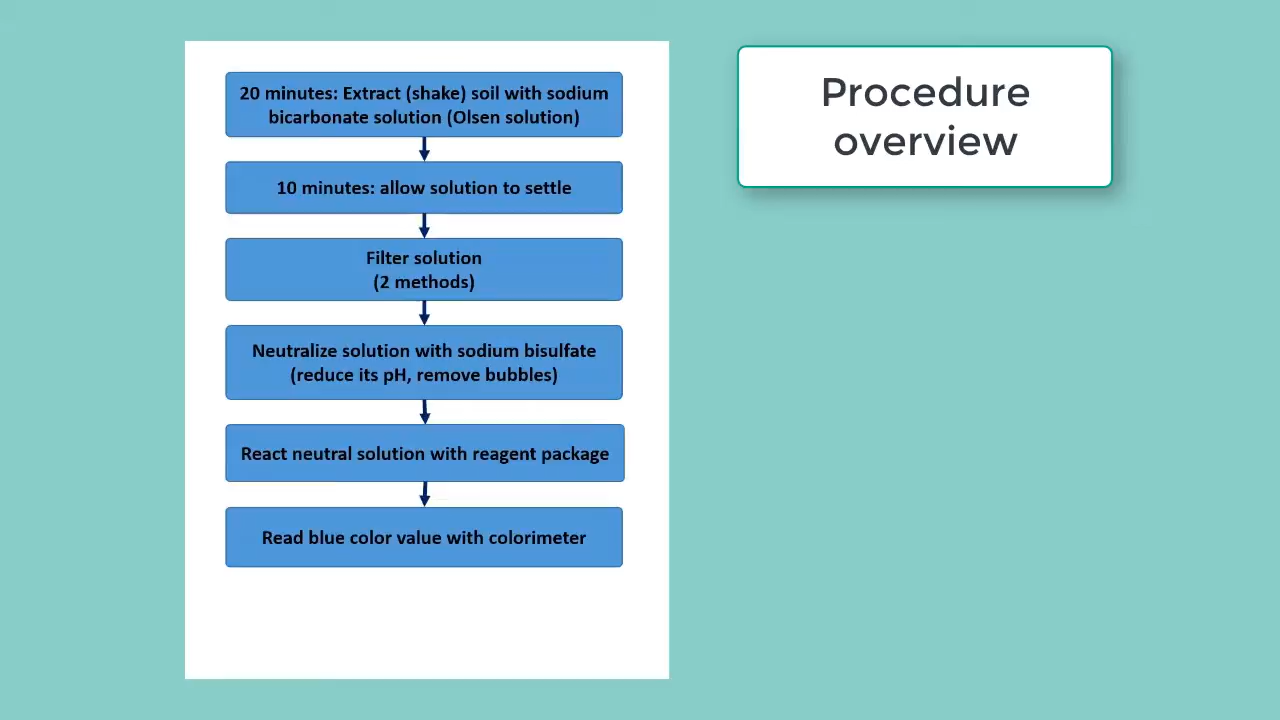 20 minutes: Extract (shake) soil with sodium
bicarbonate solution (Olsen solution)
10 minutes: allow solution to settle
Filter solution
(2 methods)
Neutralize solution with sodium bisulfate
(reduce its pH, remove bubbles)
React neutral solution with reagent package
Read blue color value with colorimeter
Procedure
overview